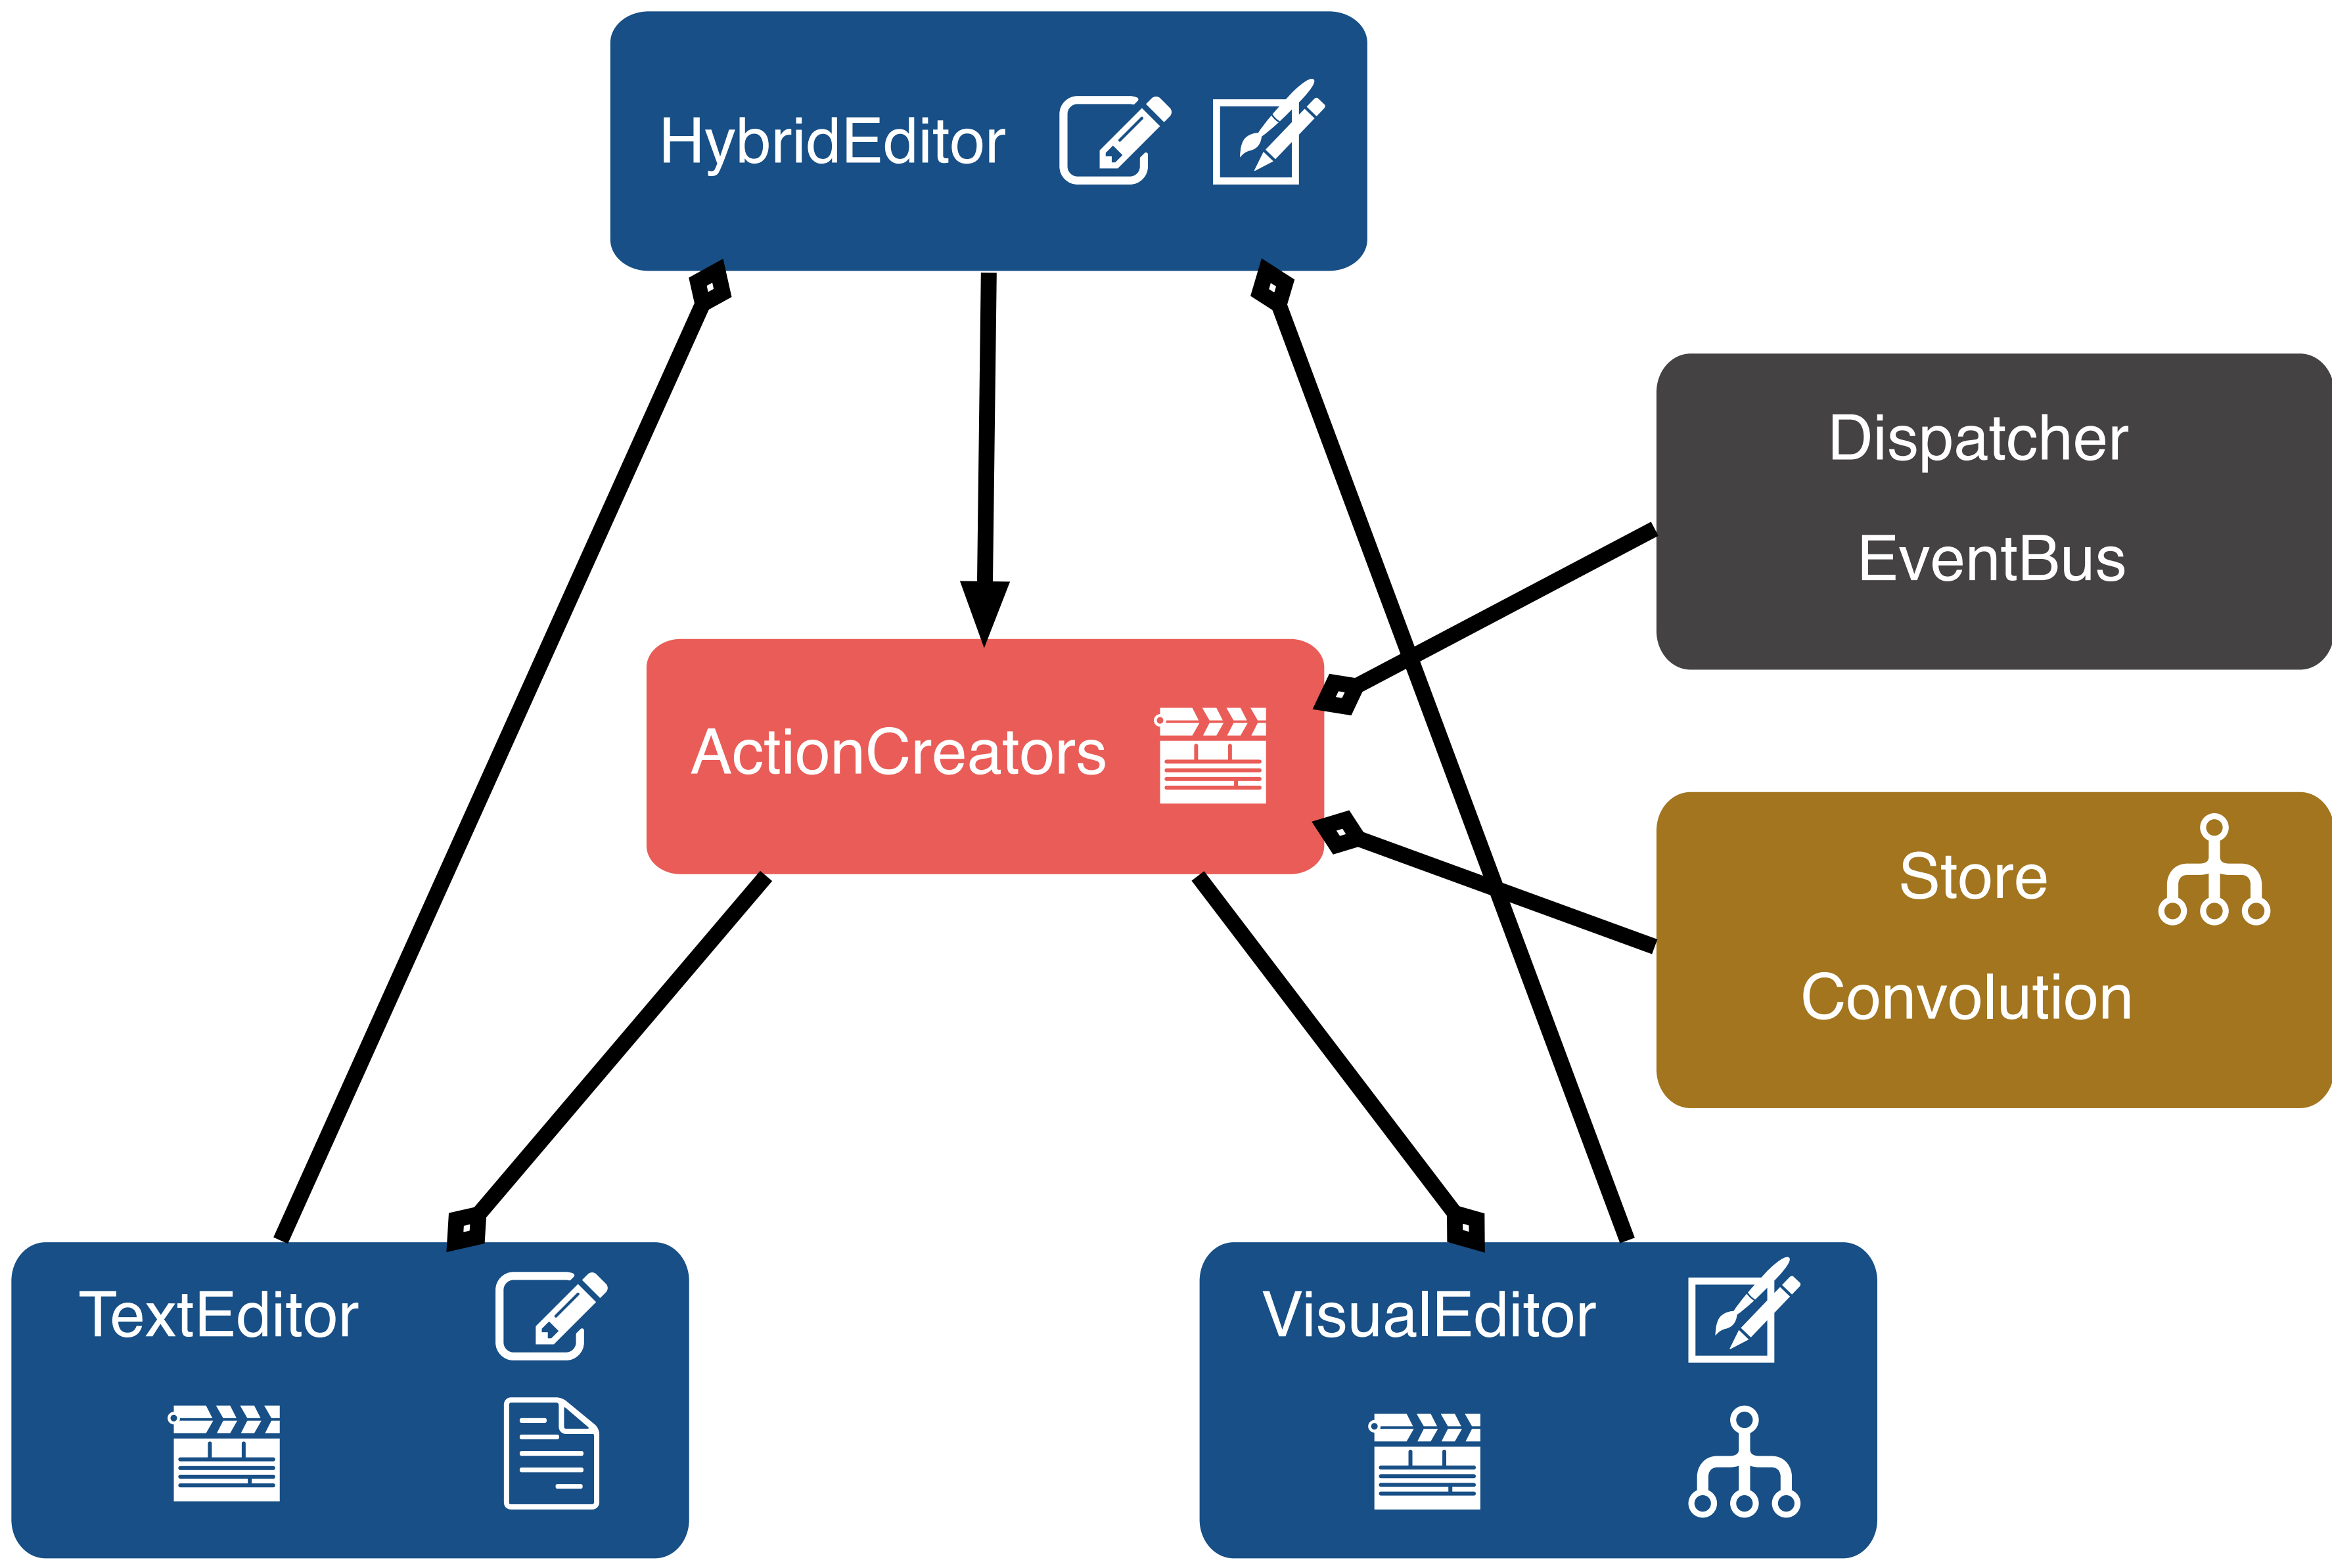 HybridEditor
Dispatcher
EventBus
ActionCreators
Store
Convolution
TextEditor
VisualEditor